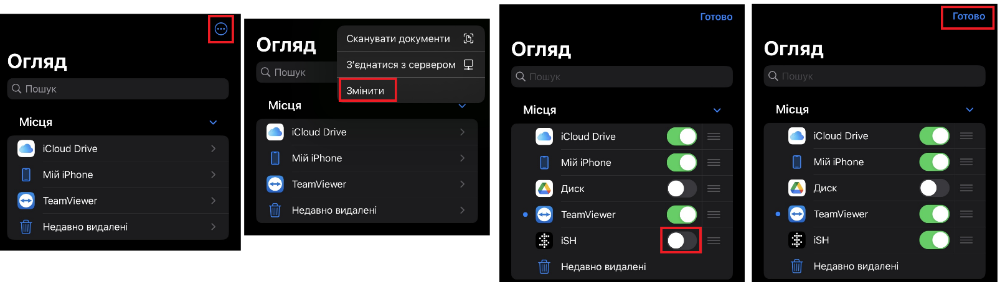 Огляд
Пошук
Місця
iCloud Drive
Мій iPhone
TeamViewer
Недавно видалені
Огляд
Сканувати документи
З’єднатися з сервером
Змінити
Пошук
Місця
iCloud Drive
Мій iPhone
TeamViewer
Недавно видалені
Готово
Огляд
Пошук
Місця
iCloud Drive
Мій iPhone
Диск
TeamViewer
iSH
Недавно видалені
Готово
Огляд
Пошук
Місця
iCloud Drive
Мій iPhone
Диск
TeamViewer
iSH
Недавно видалені